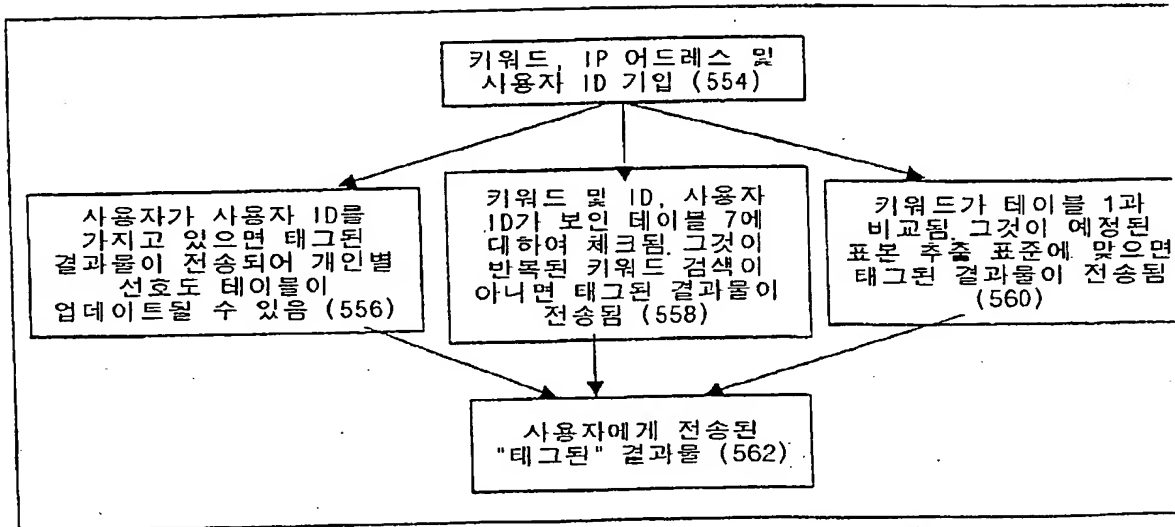 키워드, IP 어드레스 및
사용자 ID 기입 (554)
사용자가 사용자 ID를
가지고 있으면 태그된
결과물이 전송되어 개인별
선호도 테이블이
업데이트될 수 있음 (556)
키워드 및 ID, 사용자
ID가 보인 테이블 7에
대하여 체크됨. 그것이
반복된 키워드 검색이
아니면 태그된 결과물이
전송됨 (558)
키워드가 테이블 1과
비교됨. 그것이 예정된
표본 추출 표준에 맞으면
태그된 결과물이 전송됨
(560)
사용자에게 전송된
"태그된" 결과물 (562)